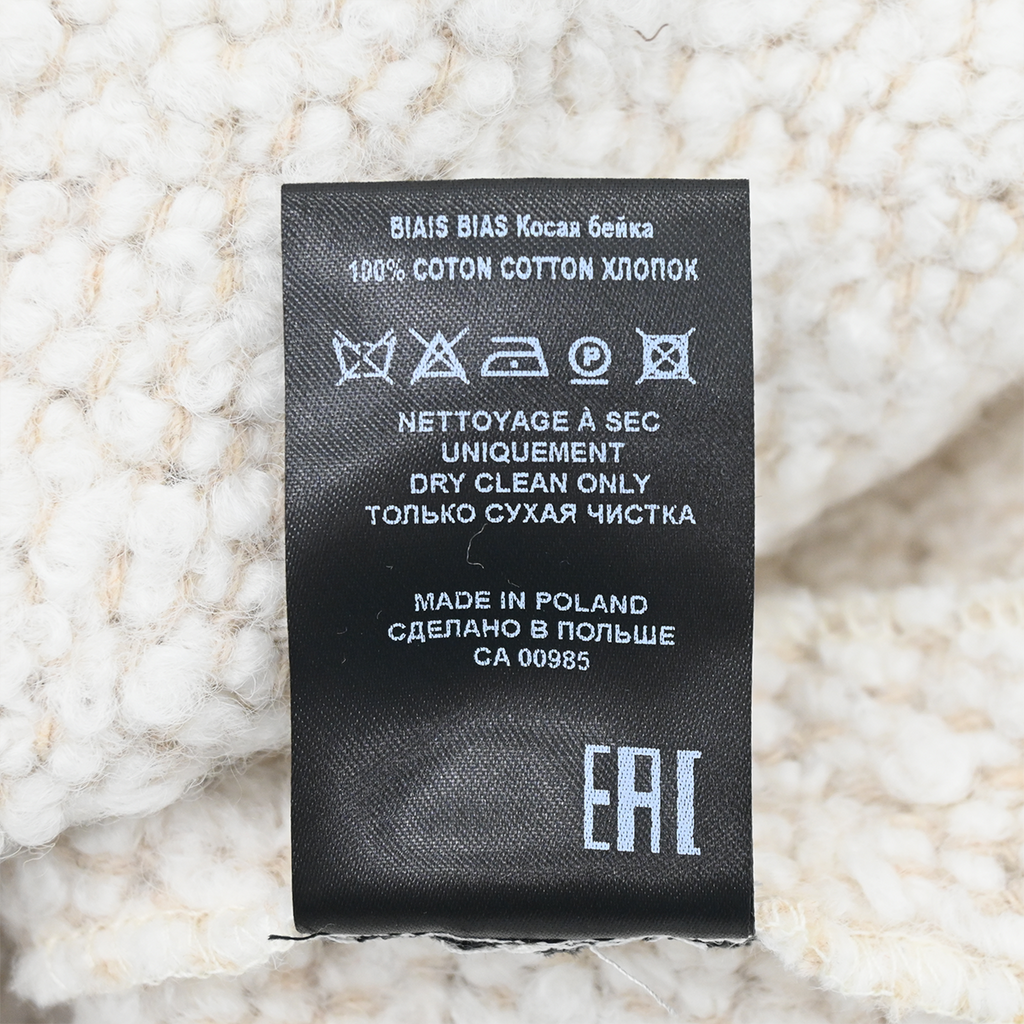 BIAIS BIAS Косая бейка
100% COTON COTTON ХЛОПОК
P
NETTOYAGE À SEC
UNIQUEMENT
DRY CLEAN ONLY
ТОЛЬКО СУХАЯ ЧИСТКА
MADE IN POLAND
СДЕЛАНО В ПОЛЬШЕ
CA 00985
EAC